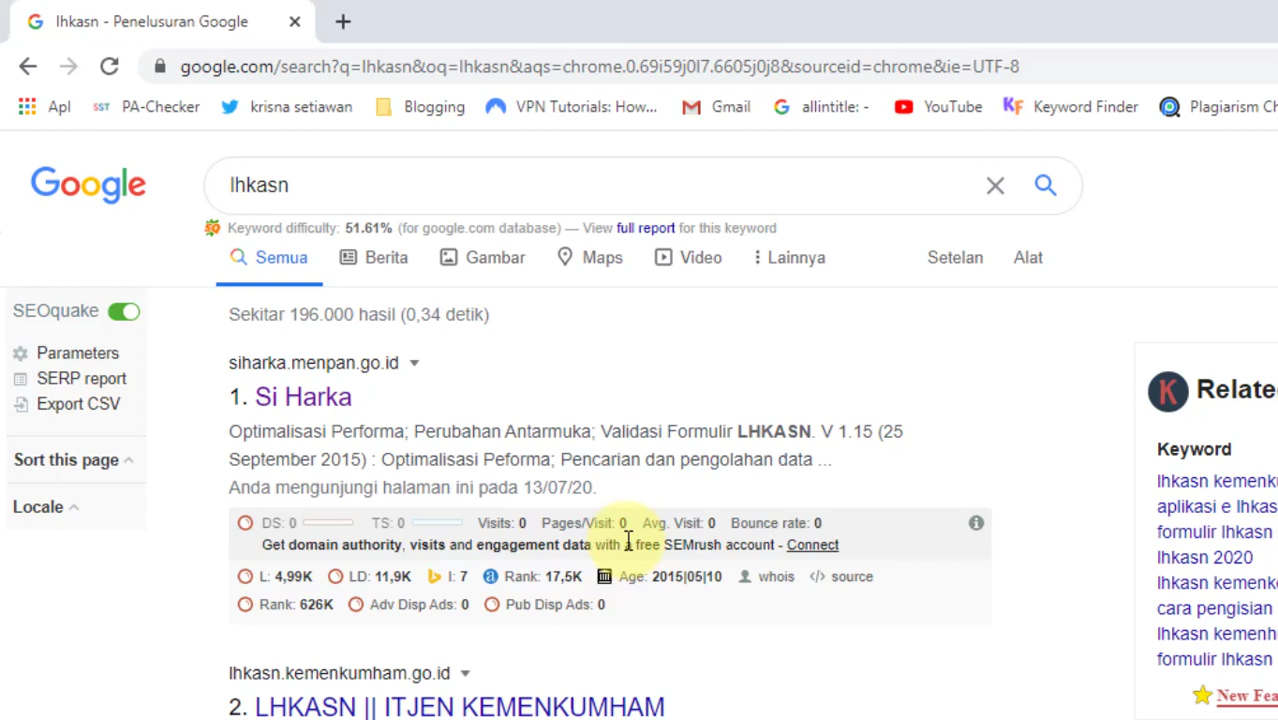 lhkasn - Penelusuran Google
google.com/search?q=lhkasn&oq=lhkasn&aqs=chrome.0.69i59j0l7.6605j0j8&sourceid=chrome&ie=UTF-8
Apl SST PA-Checker krisna setiawan Blogging VPN Tutorials: How... Gmail allintitle: - YouTube KF Keyword Finder Plagiarism Ch
Google lhkasn
Keyword difficulty: 51.61% (for google.com database) — View full report for this keyword
Semua Berita Gambar Maps Video Lainnya Setelan Alat
SEOquake
Parameters
SERP report
Export CSV
Sort this page
Locale
Sekitar 196.000 hasil (0,34 detik)
siharka.menpan.go.id
1. Si Harka
Optimalisasi Performa; Perubahan Antarmuka; Validasi Formulir LHKASN. V 1.15 (25
September 2015) : Optimalisasi Peforma; Pencarian dan pengolahan data ...
Anda mengunjungi halaman ini pada 13/07/20.
DS: 0 TS: 0 Visits: 0 Pages/Visit: 0 Avg. Visit: 0 Bounce rate: 0
Get domain authority, visits and engagement data with a free SEMrush account - Connect
L: 4,99K LD: 11,9K I: 7 Rank: 17,5K Age: 2015|05|10 whois source
Rank: 626K Adv Disp Ads: 0 Pub Disp Ads: 0
lhkasn.kemenkumham.go.id
2. LHKASN || ITJEN KEMENKUMHAM
K Relate
Keyword
lhkasn kemenku
aplikasi e lhkas
formulir lhkasn
lhkasn 2020
lhkasn kemenke
cara pengisian
lhkasn kemenh
formulir lhkasn
New Fea